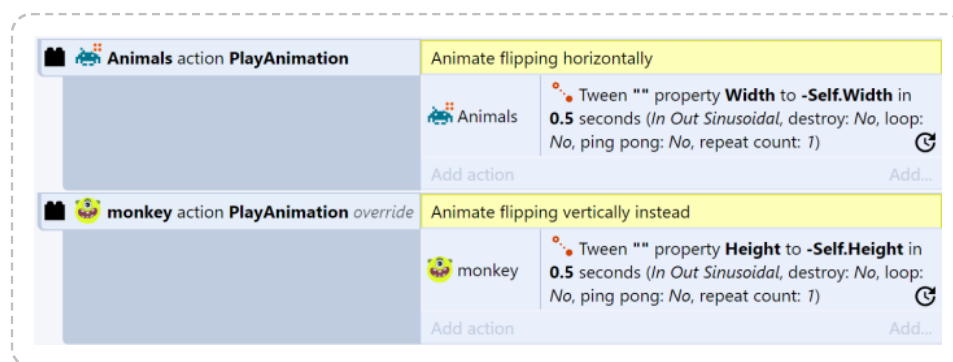 Animals action PlayAnimation
Animate flipping horizontally
Animals
Tween "" property Width to -Self.Width in
0.5 seconds (In Out Sinusoidal, destroy: No, loop:
No, ping pong: No, repeat count: 1)
Add action
Add...
monkey action PlayAnimation override
Animate flipping vertically instead
monkey
Tween "" property Height to -Self.Height in
0.5 seconds (In Out Sinusoidal, destroy: No, loop:
No, ping pong: No, repeat count: 1)
Add action
Add...